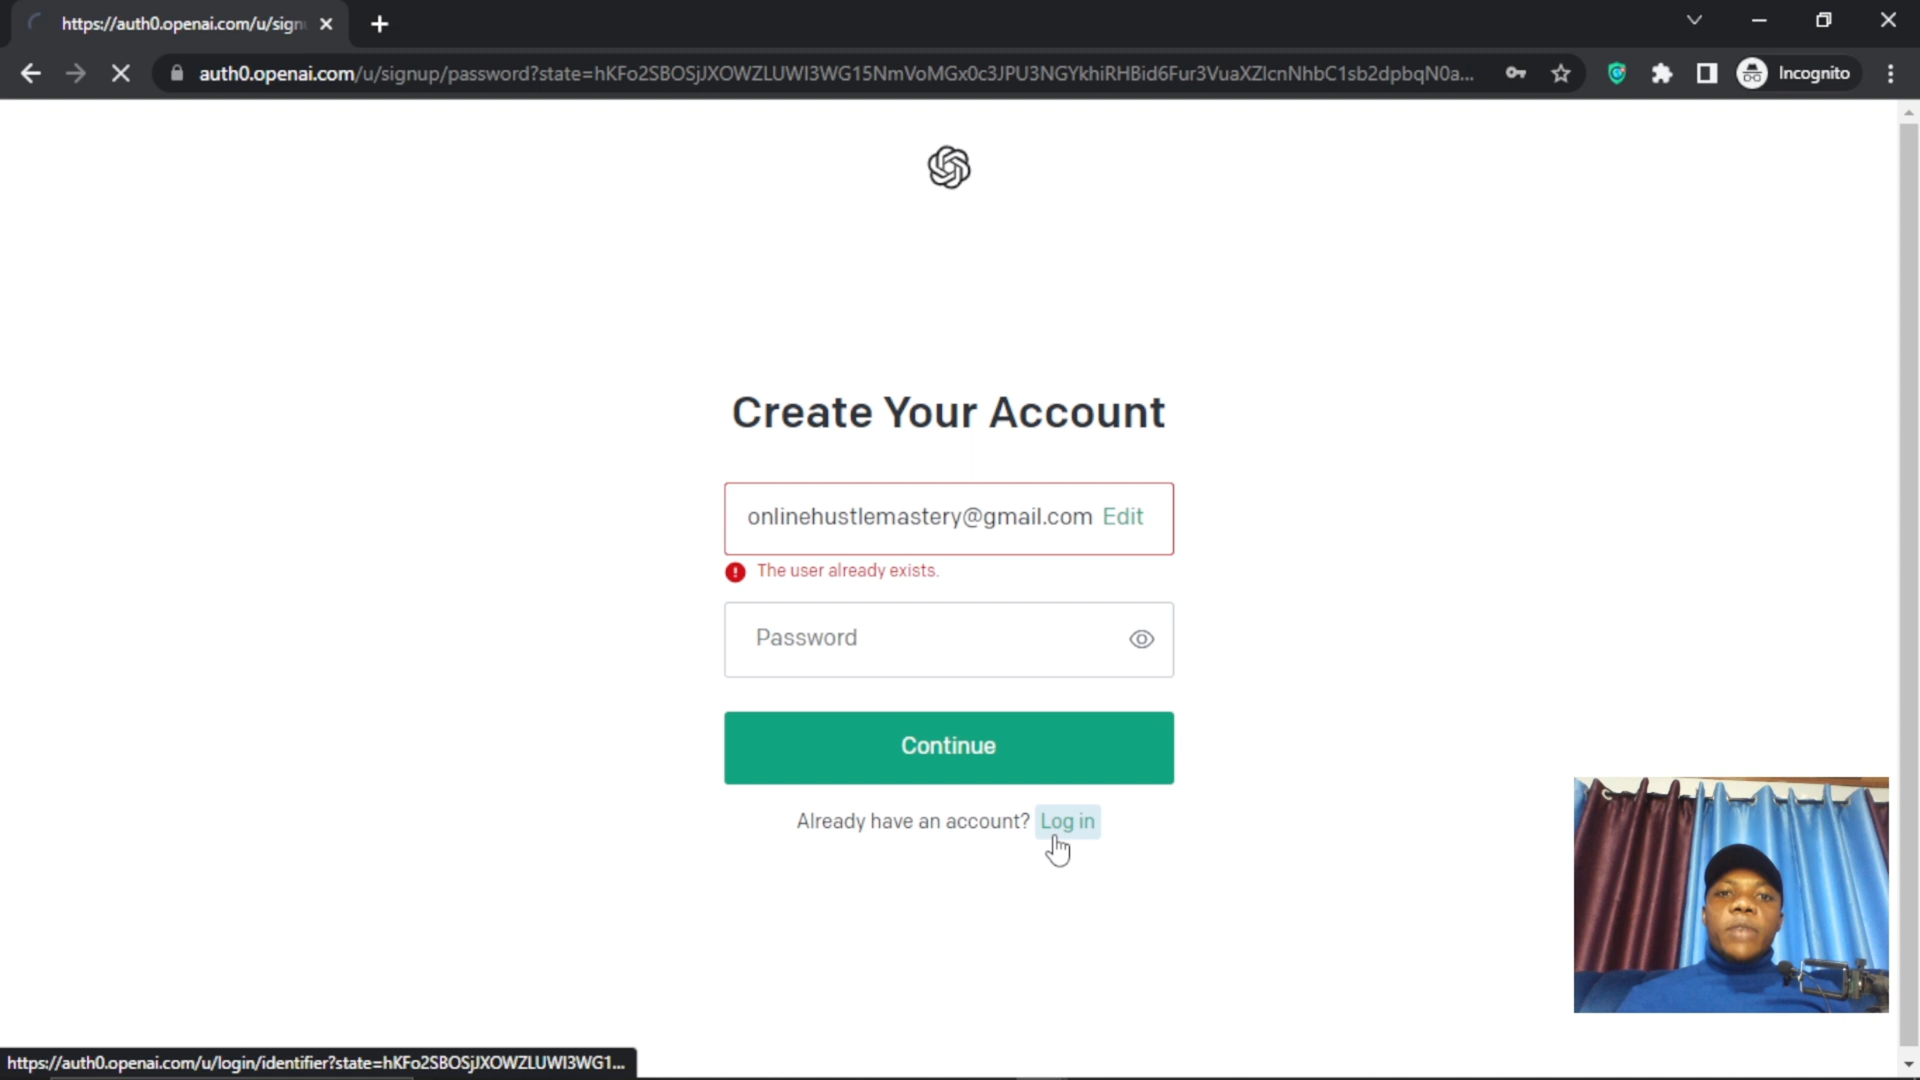 https://auth0.openai.com/u/sign
auth0.openai.com/u/signup/password?state=hKFo2SBOSjJXOWZLUWI3WG15NmVoMGx0c3JPU3NGYkhiRHBid6Fur3VuaXZlcnNhbC1sb2dpbqN0a...
Incognito
Create Your Account
onlinehustlemastery@gmail.com Edit
The user already exists.
Password
Continue
Already have an account? Log in
https://auth0.openai.com/u/login/identifier?state=hKFo2SBOSjJXOWZLUWI3WG1...